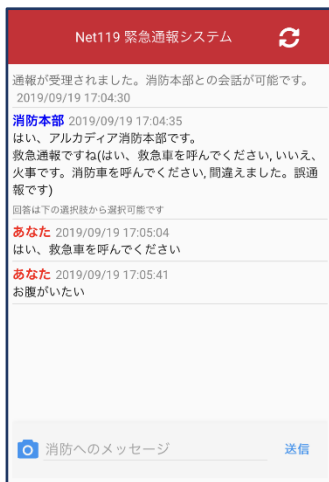 Net119 緊急通報システム
通報が受理されました。消防本部との会話が可能です。
2019/09/19 17:04:30
消防本部 2019/09/19 17:04:35
はい、アルカディア消防本部です。
救急通報ですね(はい、救急車を呼んでください, いいえ、
火事です。消防車を呼んでください, 間違えました。誤通
報です)
回答は下の選択肢から選択可能です
あなた 2019/09/19 17:05:04
はい、救急車を呼んでください
あなた 2019/09/19 17:05:41
お腹がいたい
消防へのメッセージ 送信